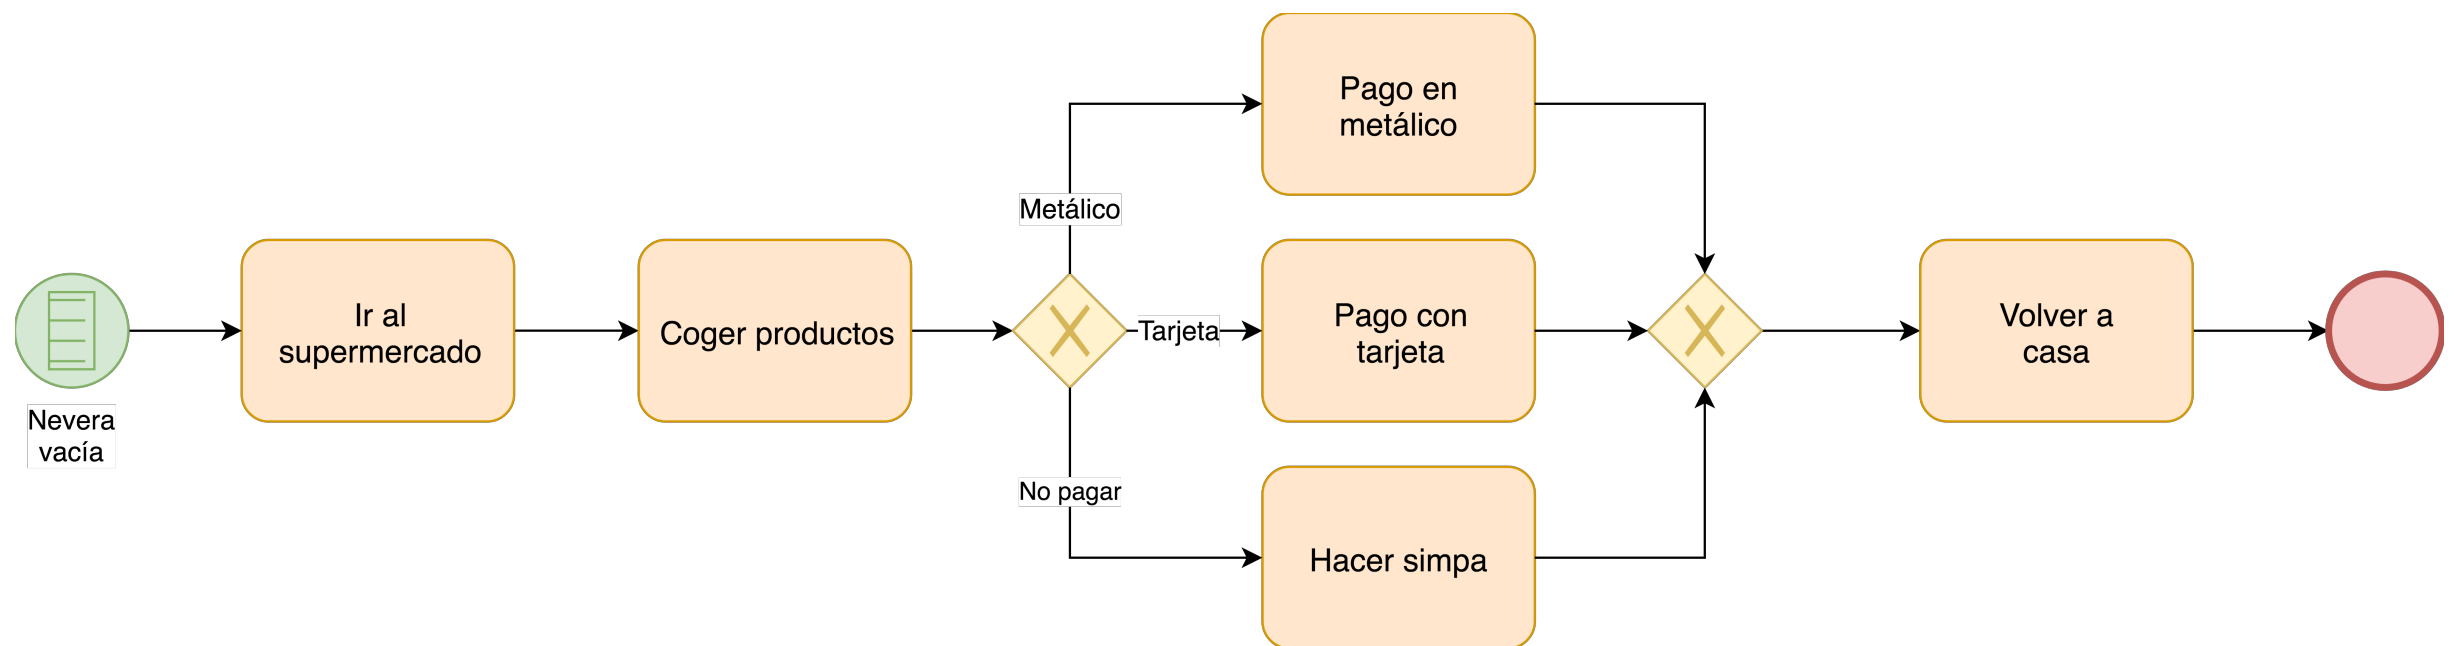 Nevera
vacía
Ir al
supermercado
Coger productos
Metálico
Tarjeta
No pagar
Pago en
metálico
Pago con
tarjeta
Hacer simpa
Volver a
casa